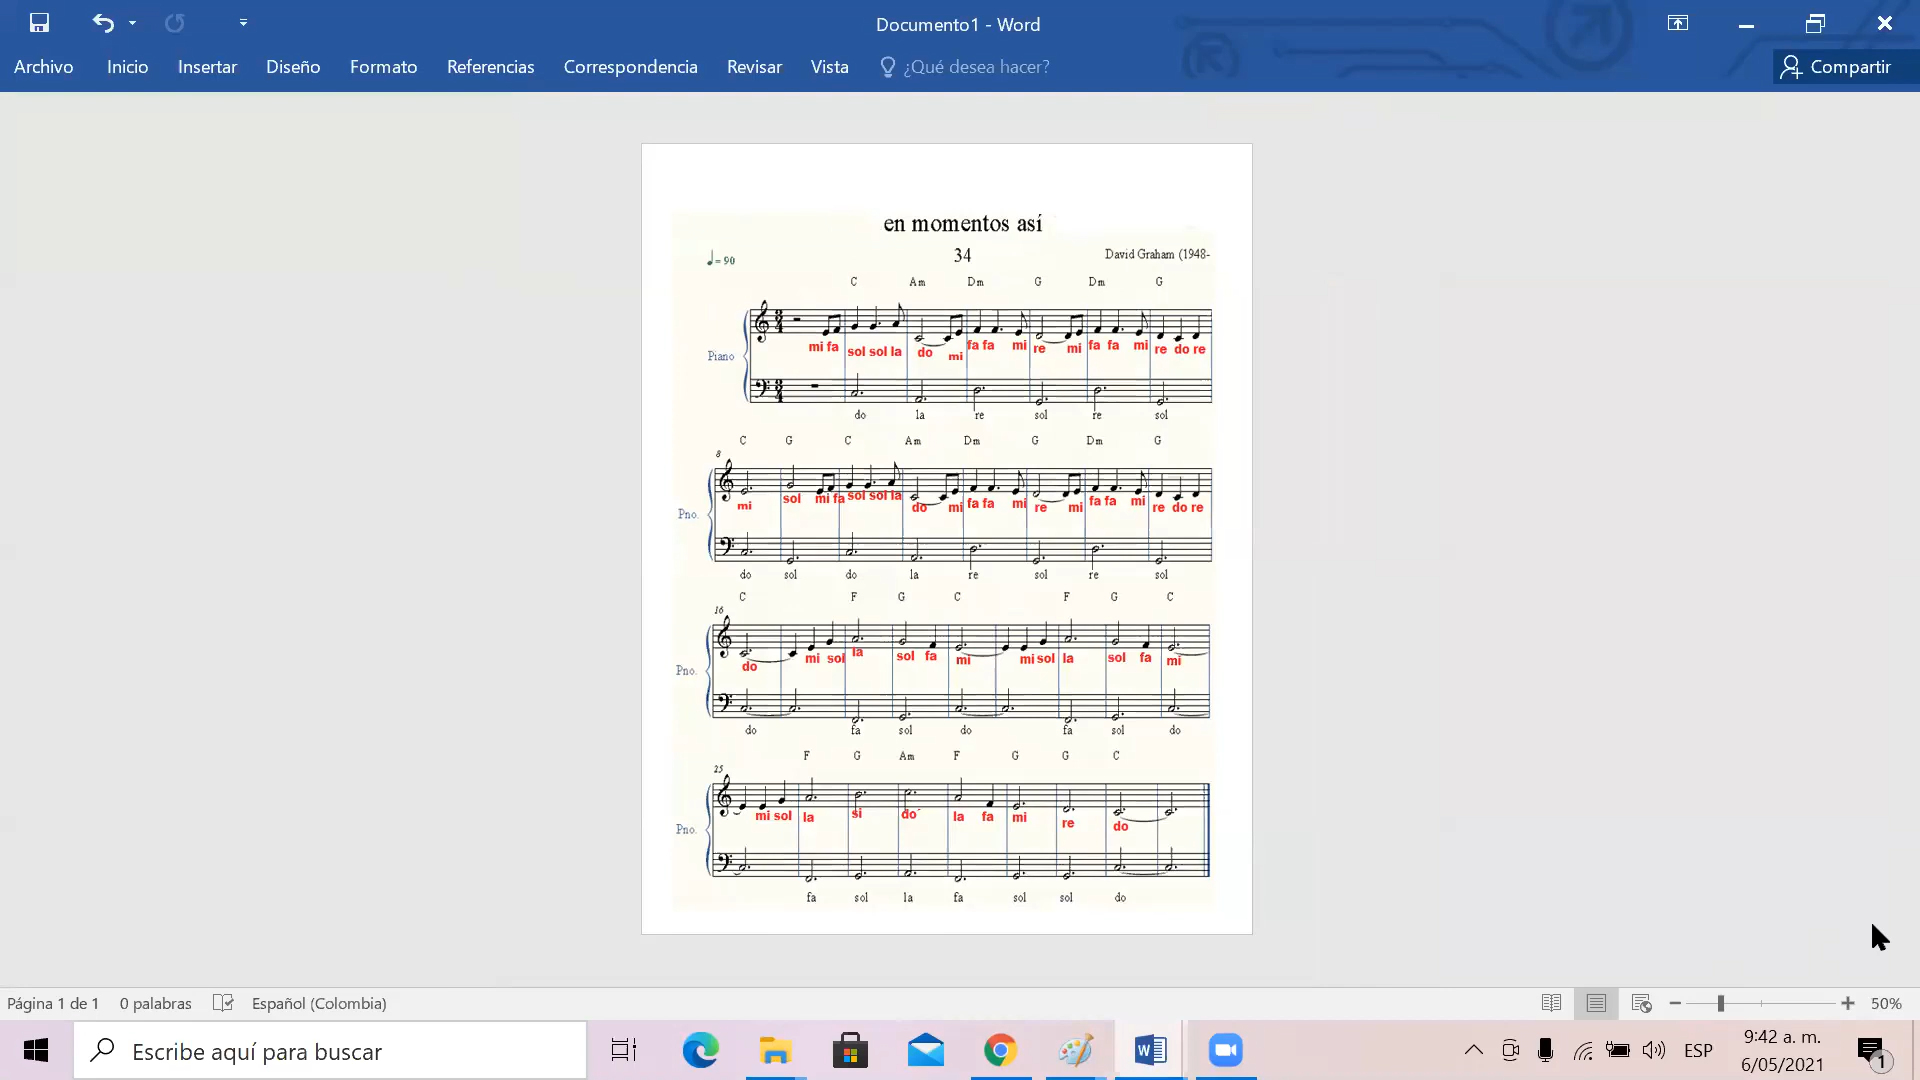 Documento1 - Word
Archivo Inicio Insertar Diseño Formato Referencias Correspondencia Revisar Vista ¿Qué desea hacer? Compartir
en momentos así
= 90 34 David Graham (1948-
C Am Dm G Dm G
3 4
mi fa sol sol la do mi fa fa mi re mi fa fa mi re do re
Piano
3 4
do la re sol re sol
C G C Am Dm G Dm G
8
mi sol mi fa sol sol la do mi fa fa mi re mi fa fa mi re do re
Pno.
do sol do la re sol re sol
C F G C F G C
16
do mi sol la sol fa mi mi sol la sol fa mi
Pno.
do fa sol do fa sol do
F G Am F G G C
25
mi sol la si do´ la fa mi re do
Pno.
fa sol la fa sol sol do
Página 1 de 1 0 palabras Español (Colombia) 50%
Escribe aquí para buscar ESP 9:42 a. m.
6/05/2021 1